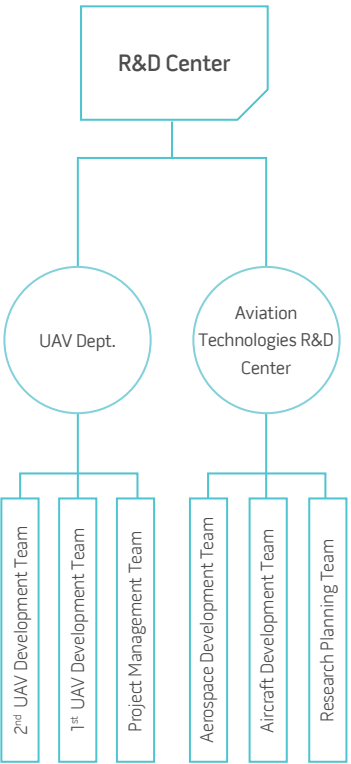 R&D Center
UAV Dept.
Aviation
Technologies R&D
Center
2nd UAV Development Team
1st UAV Development Team
Project Management Team
Aerospace Development Team
Aircraft Development Team
Research Planning Team